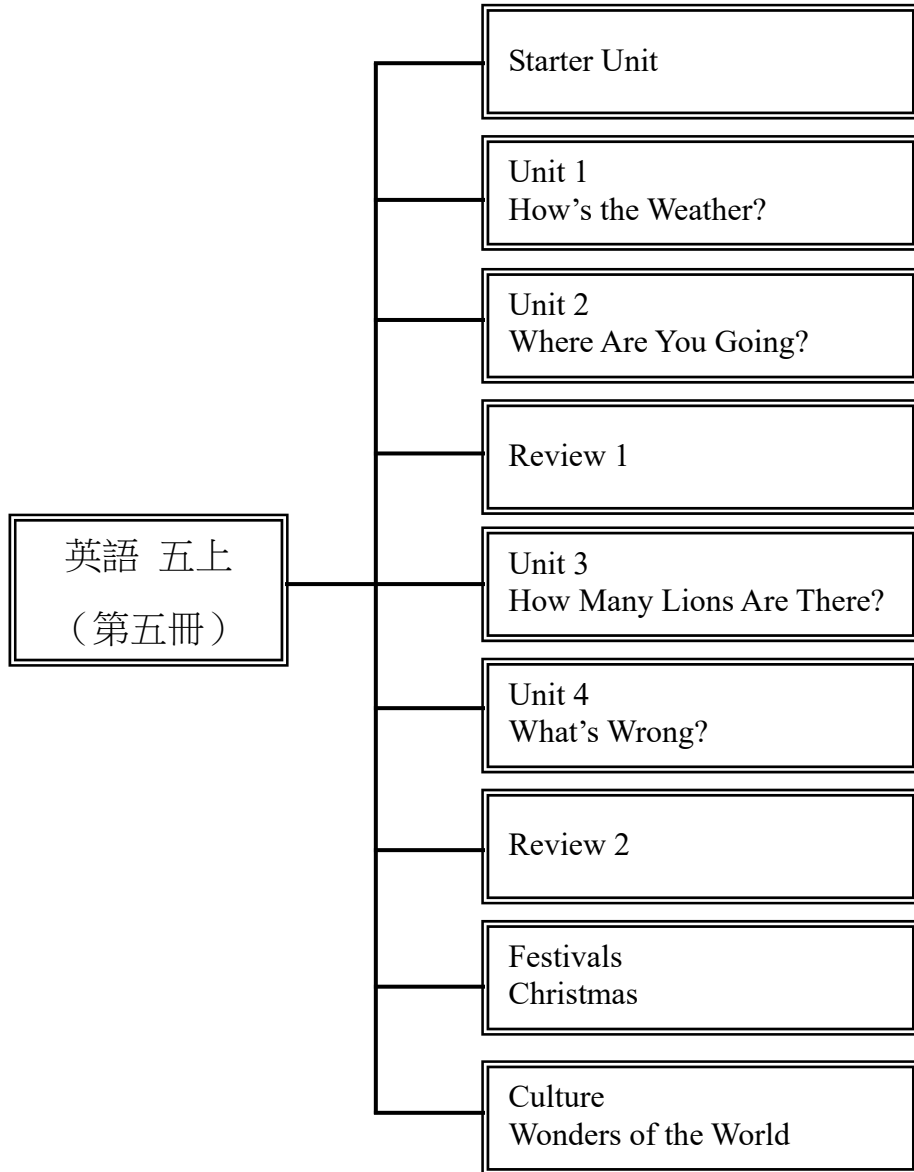 Starter Unit
Unit 1
How’s the Weather?
Unit 2
Where Are You Going?
Review 1
英語 五上
（第五冊）
Unit 3
How Many Lions Are There?
Unit 4
What’s Wrong?
Review 2
Festivals
Christmas
Culture
Wonders of the World